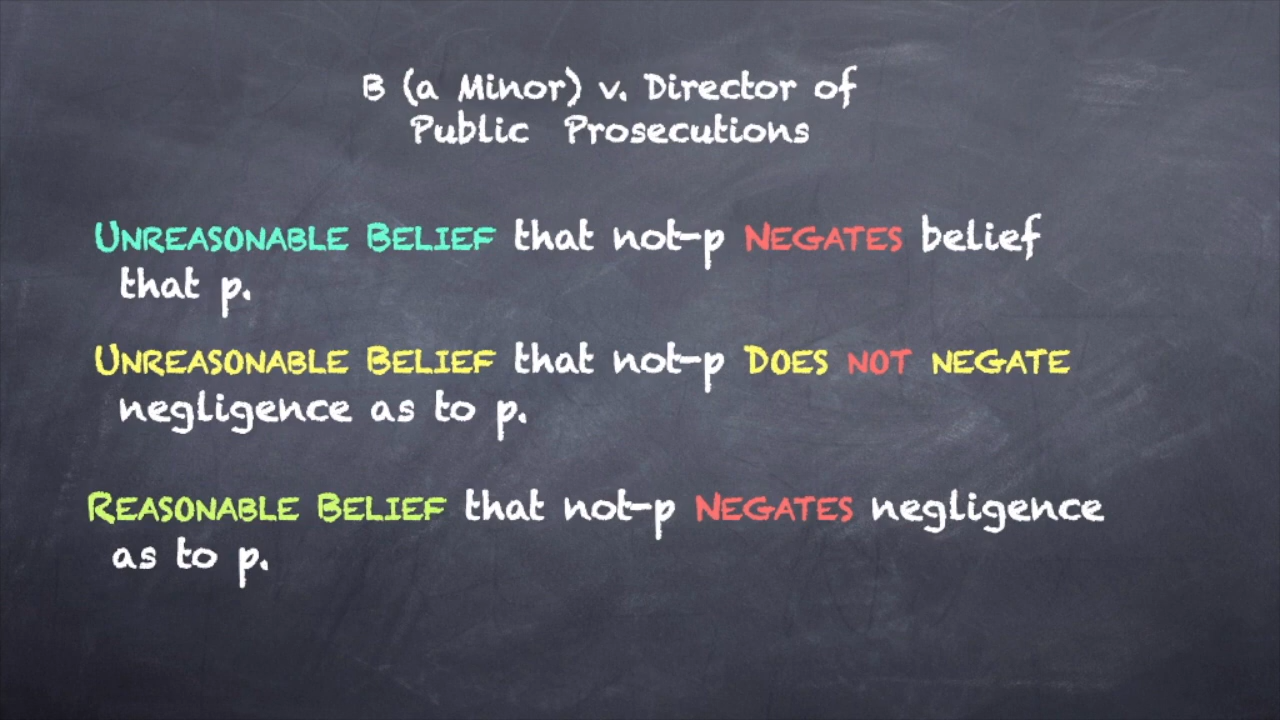 B (a Minor) v. Director of
Public Prosecutions
UNREASONABLE BELIEF that not-p NEGATES belief
that p.
UNREASONABLE BELIEF that not-p DOES NOT NEGATE
negligence as to p.
REASONABLE BELIEF that not-p NEGATES negligence
as to p.